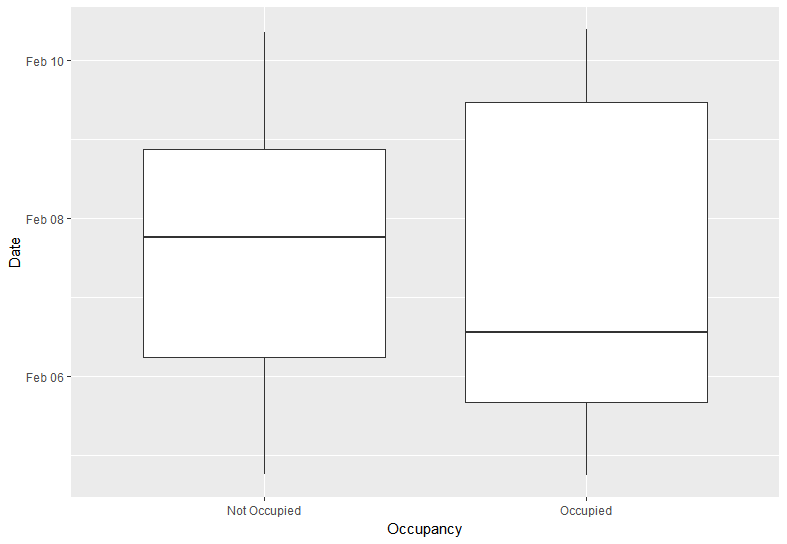 Feb 10
Feb 08
Feb 06
Date
Not Occupied
Occupied
Occupancy